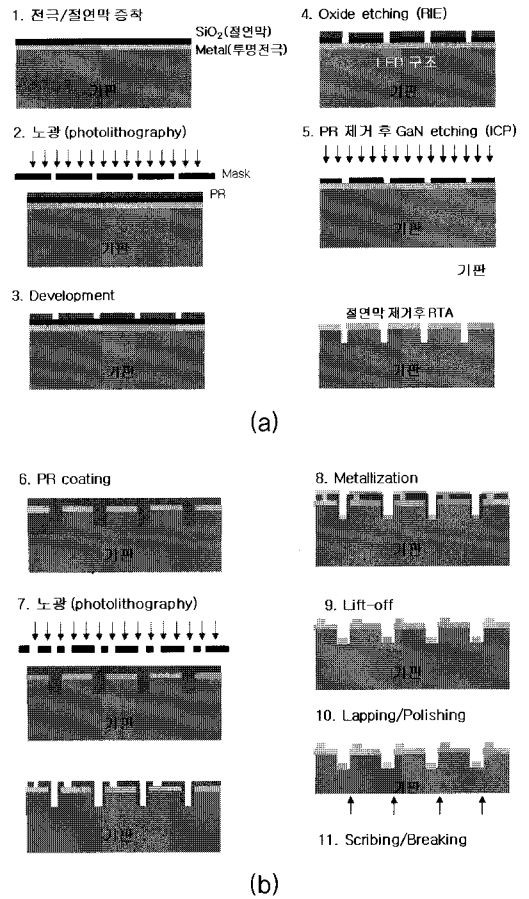 1. 전극/절연막 증착
SiO₂(절연막)
Metal(투명전극)
기판
2. 노광 (photolithography)
Mask
PR
기판
3. Development
기판
4. Oxide etching (RIE)
LED 구조
기판
5. PR 제거 후 GaN etching (ICP)
기판
기판
절연막 제거후 RTA
기판
(a)
6. PR coating
기판
7. 노광 (photolithography)
기판
기판
8. Metallization
기판
9. Lift-off
기판
10. Lapping/Polishing
기판
11. Scribing/Breaking
(b)